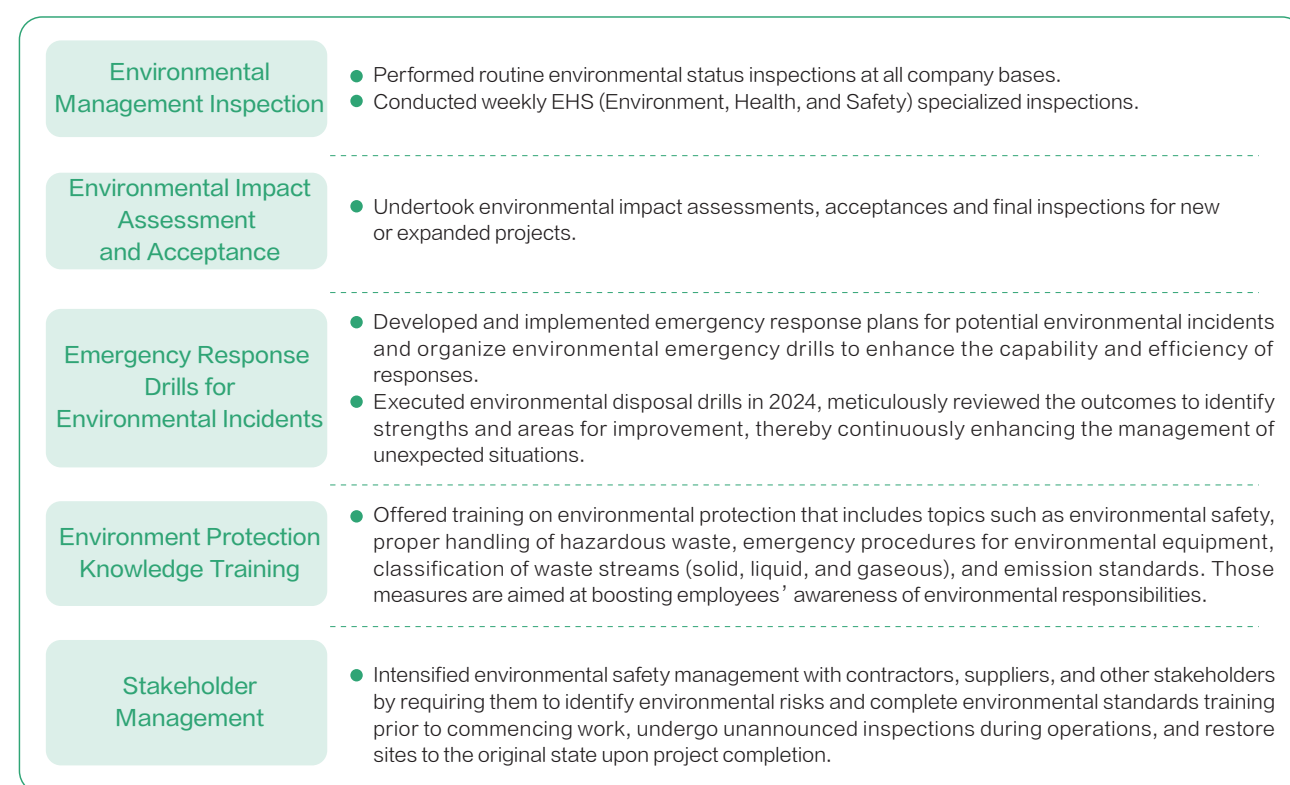 Environmental
Management Inspection
● Performed routine environmental status inspections at all company bases.
● Conducted weekly EHS (Environment, Health, and Safety) specialized inspections.
Environmental Impact
Assessment
and Acceptance
● Undertook environmental impact assessments, acceptances and final inspections for new
or expanded projects.
Emergency Response
Drills for
Environmental Incidents
● Developed and implemented emergency response plans for potential environmental incidents
and organize environmental emergency drills to enhance the capability and efficiency of
responses.
● Executed environmental disposal drills in 2024, meticulously reviewed the outcomes to identify
strengths and areas for improvement, thereby continuously enhancing the management of
unexpected situations.
Environment Protection
Knowledge Training
● Offered training on environmental protection that includes topics such as environmental safety,
proper handling of hazardous waste, emergency procedures for environmental equipment,
classification of waste streams (solid, liquid, and gaseous), and emission standards. Those
measures are aimed at boosting employees’ awareness of environmental responsibilities.
Stakeholder
Management
● Intensified environmental safety management with contractors, suppliers, and other stakeholders
by requiring them to identify environmental risks and complete environmental standards training
prior to commencing work, undergo unannounced inspections during operations, and restore
sites to the original state upon project completion.